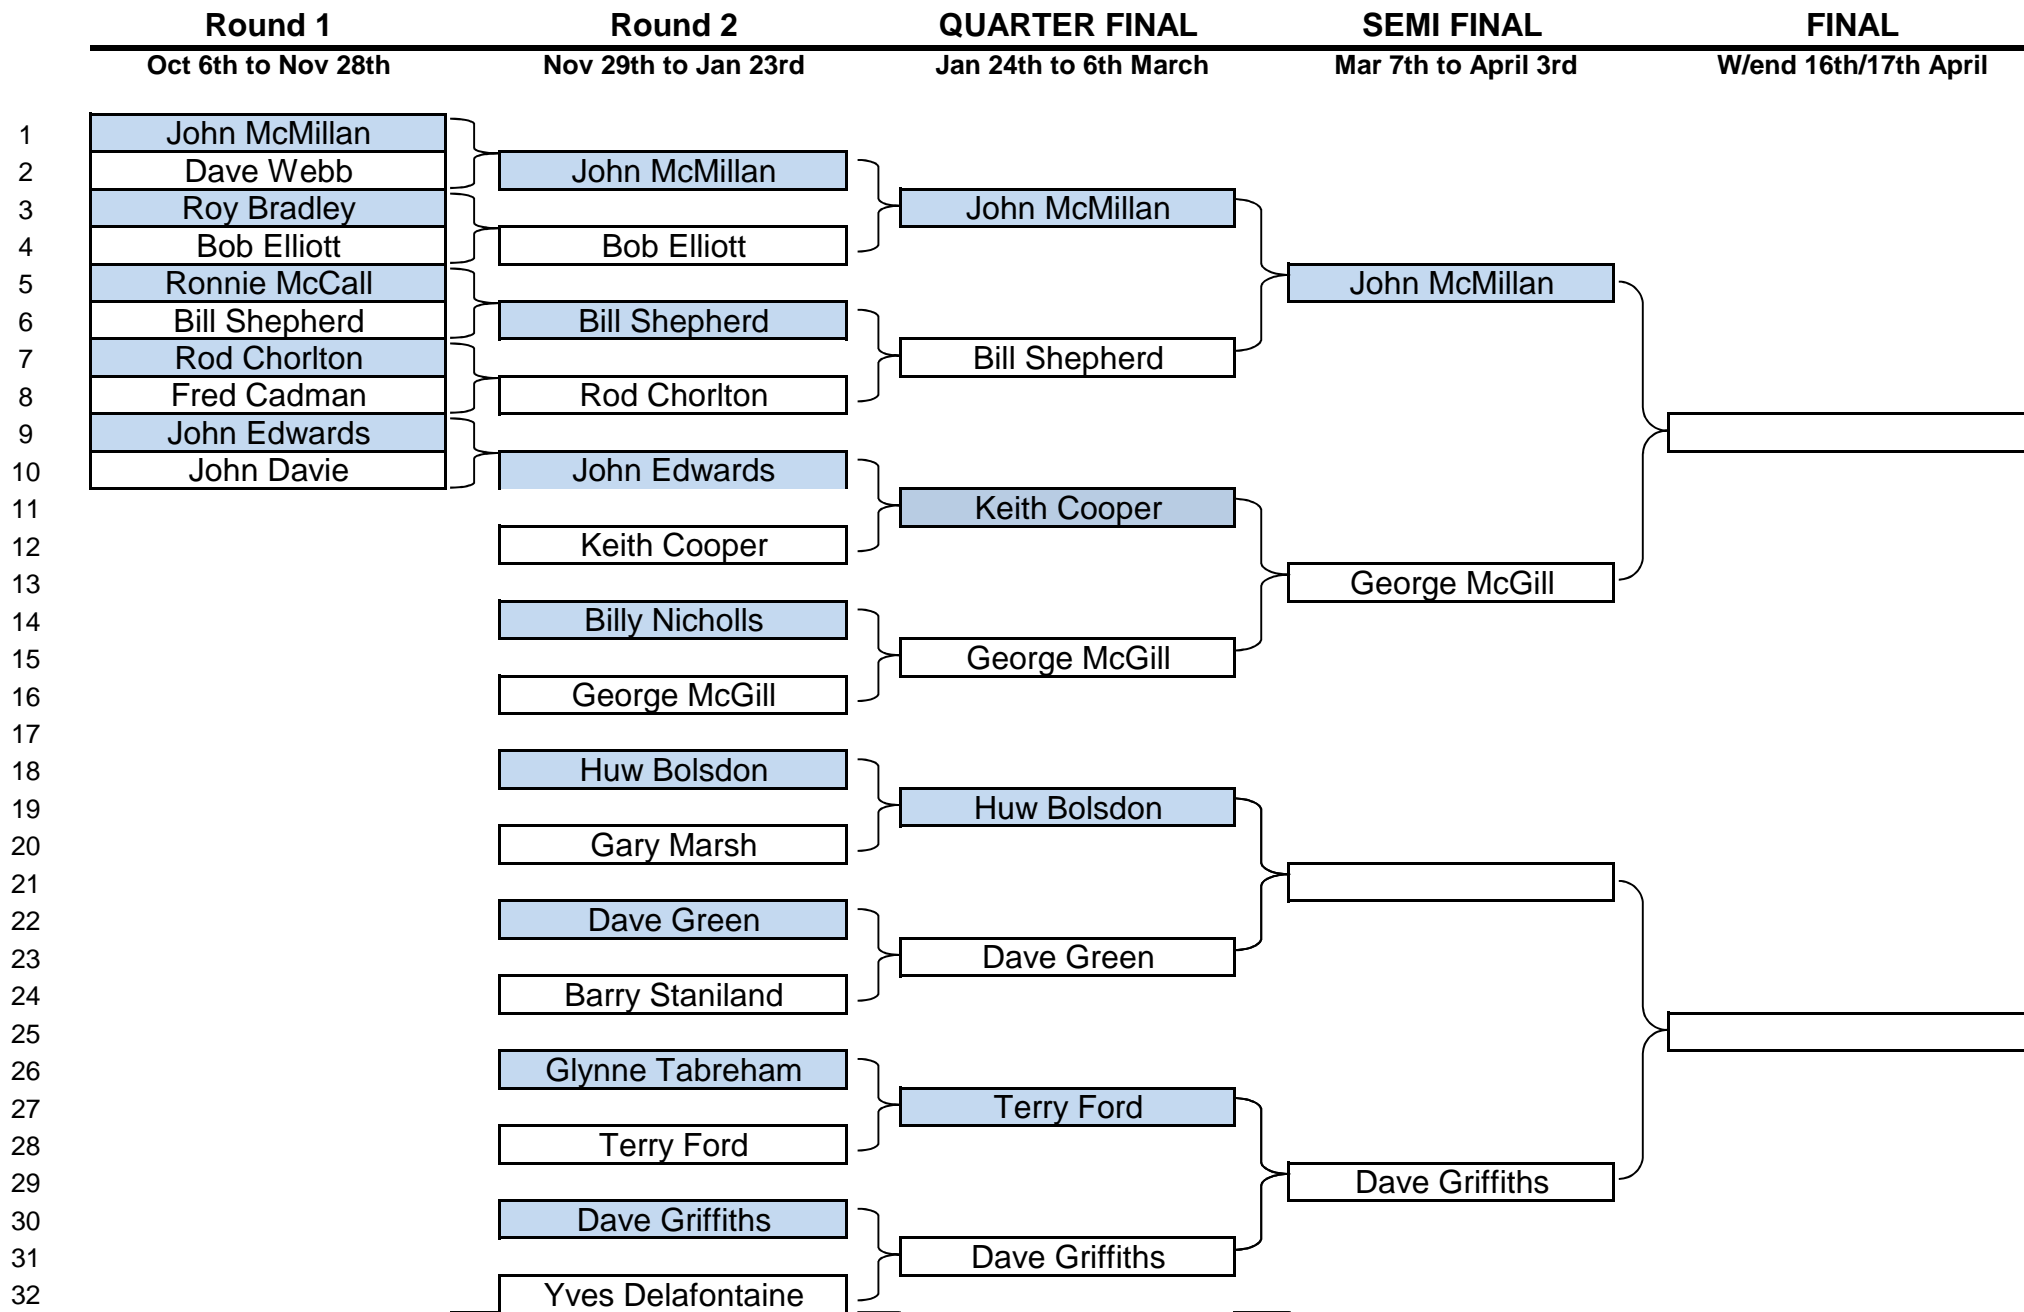 Round 1 Round 2 QUARTER FINAL SEMI FINAL FINAL
Oct 6th to Nov 28th Nov 29th to Jan 23rd Jan 24th to 6th March Mar 7th to April 3rd W/end 16th/17th April
1 John McMillan
2 Dave Webb John McMillan
3 Roy Bradley John McMillan
4 Bob Elliott Bob Elliott
5 Ronnie McCall John McMillan
6 Bill Shepherd Bill Shepherd
7 Rod Chorlton Bill Shepherd
8 Fred Cadman Rod Chorlton
9 John Edwards
10 John Davie John Edwards
11 Keith Cooper
12 Keith Cooper
13 George McGill
14 Billy Nicholls
15 George McGill
16 George McGill
17
18 Huw Bolsdon
19 Huw Bolsdon
20 Gary Marsh
21
22 Dave Green
23 Dave Green
24 Barry Staniland
25
26 Glynne Tabreham
27 Terry Ford
28 Terry Ford
29 Dave Griffiths
30 Dave Griffiths
31 Dave Griffiths
32 Yves Delafontaine